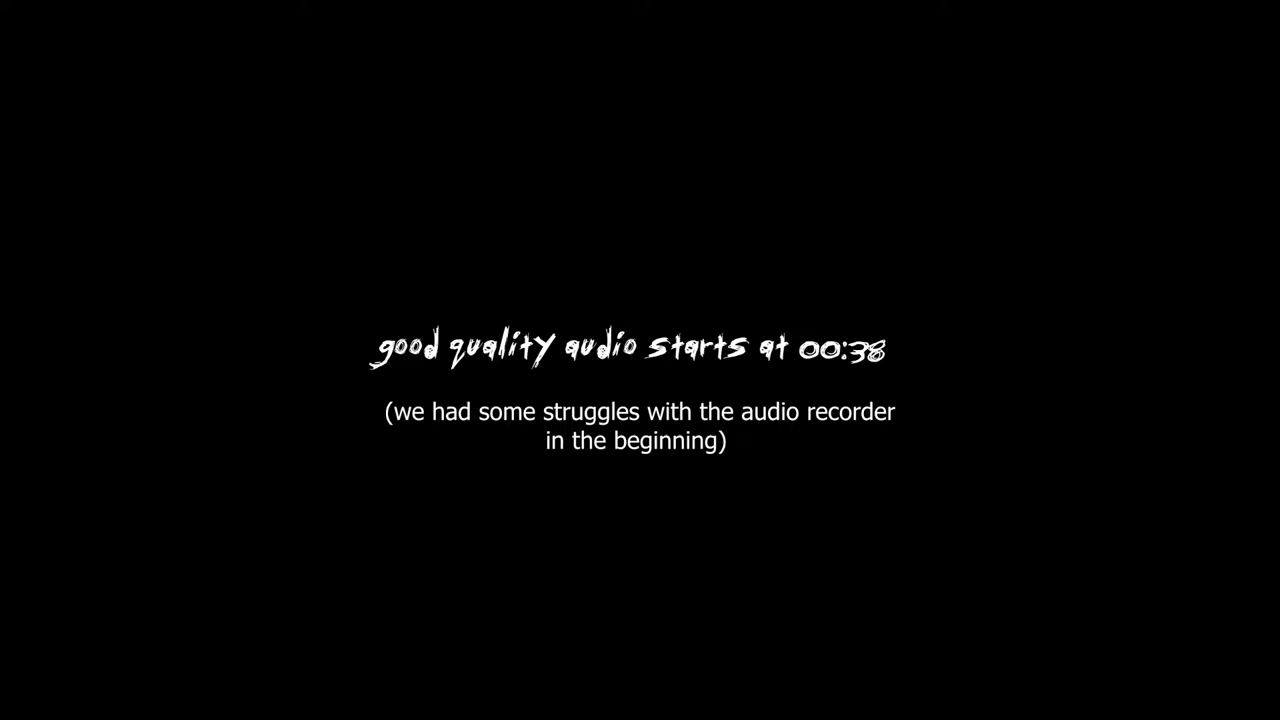 good quality audio starts at 00:38
(we had some struggles with the audio recorder
in the beginning)